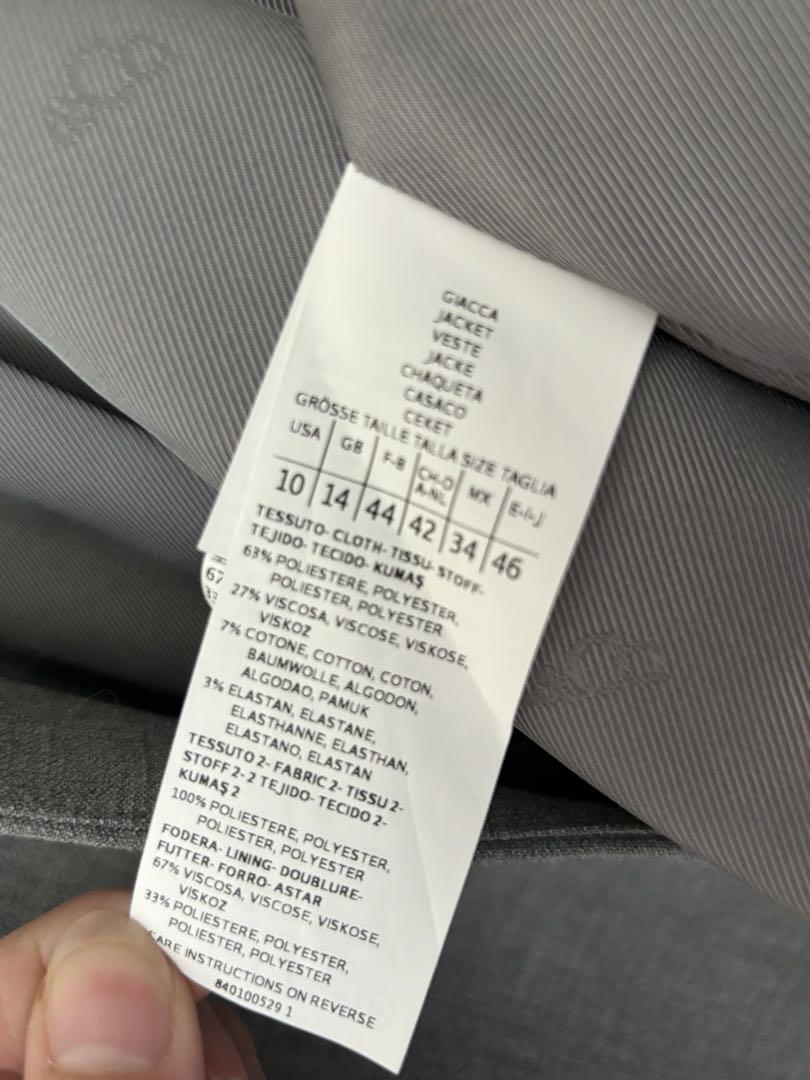 GIACCA
JACKET
VESTE
JACKE
CHAQUETA
CASACO
CEKET
GRÖSSE TAILLE TALLA SIZE TAGLIA
USA GB F-B CH-D A-NL MX E-I-J
10 14 44 42 34 46
TESSUTO- CLOTH- TISSU- STOFF-
TEJIDO- TECIDO- KUMAŞ
63% POLIESTERE, POLYESTER,
POLIESTER, POLYESTER
27% VISCOSA, VISCOSE, VISKOSE,
VISKOZ
7% COTONE, COTTON, COTON,
BAUMWOLLE, ALGODON,
ALGODAO, PAMUK
3% ELASTAN, ELASTANE,
ELASTHANNE, ELASTHAN,
ELASTANO, ELASTAN
TESSUTO 2- FABRIC 2- TISSU 2-
STOFF 2- 2 TEJIDO- TECIDO 2-
KUMAŞ 2
100% POLIESTERE, POLYESTER,
POLIESTER, POLYESTER
FODERA- LINING- DOUBLURE-
FUTTER- FORRO- ASTAR
67% VISCOSA, VISCOSE, VISKOSE,
VISKOZ
33% POLIESTERE, POLYESTER,
POLIESTER, POLYESTER
CARE INSTRUCTIONS ON REVERSE
840100529 1
67